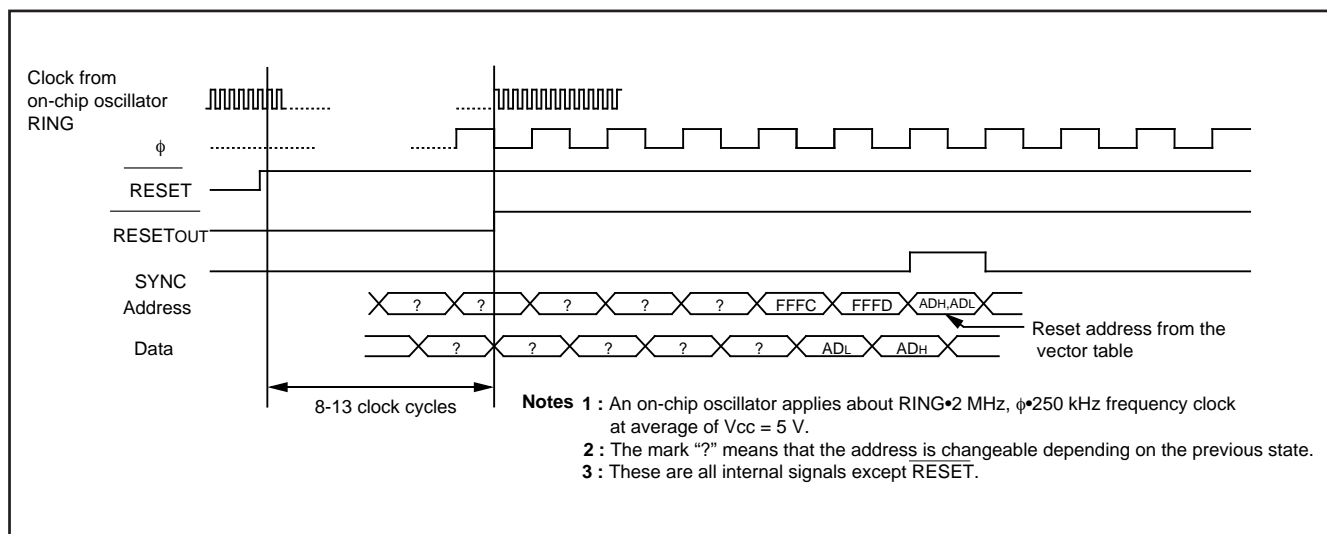 Clock from
on-chip oscillator
RING
ϕ
RESET
RESETOUT
SYNC
Address
? ? ? ? ? FFFC FFFD ADH,ADL
Data
? ? ? ? ? ADL ADH
Reset address from the
vector table
8-13 clock cycles
Notes 1 : An on-chip oscillator applies about RING•2 MHz, ϕ•250 kHz frequency clock
at average of Vcc = 5 V.
2 : The mark “?” means that the address is changeable depending on the previous state.
3 : These are all internal signals except RESET.